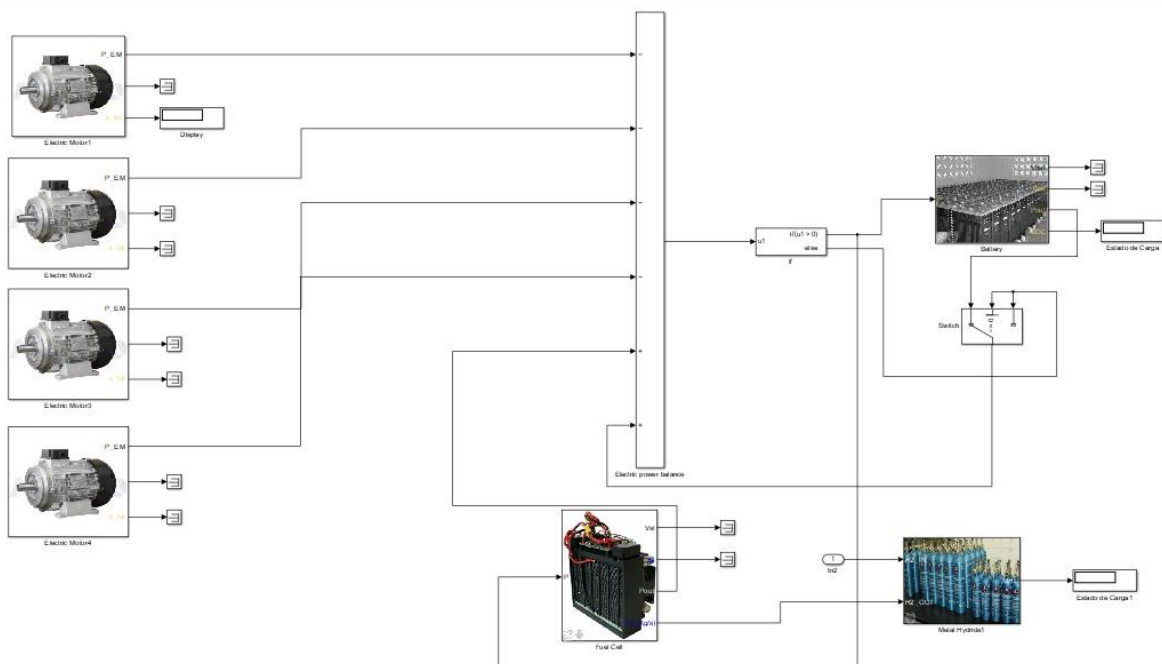 P_EM
Electric Motor1
Display
P_EM
Electric Motor2
P_EM
Electric Motor3
P_EM
Electric Motor4
Electric power balance
u1
if(u1 > 0)
else
If
Battery
Estado de Carga
Switch
P
Vst
Pout
Fuel Cell
1
In2
H2_OUT
Metal Hydride1
Estado de Carga1